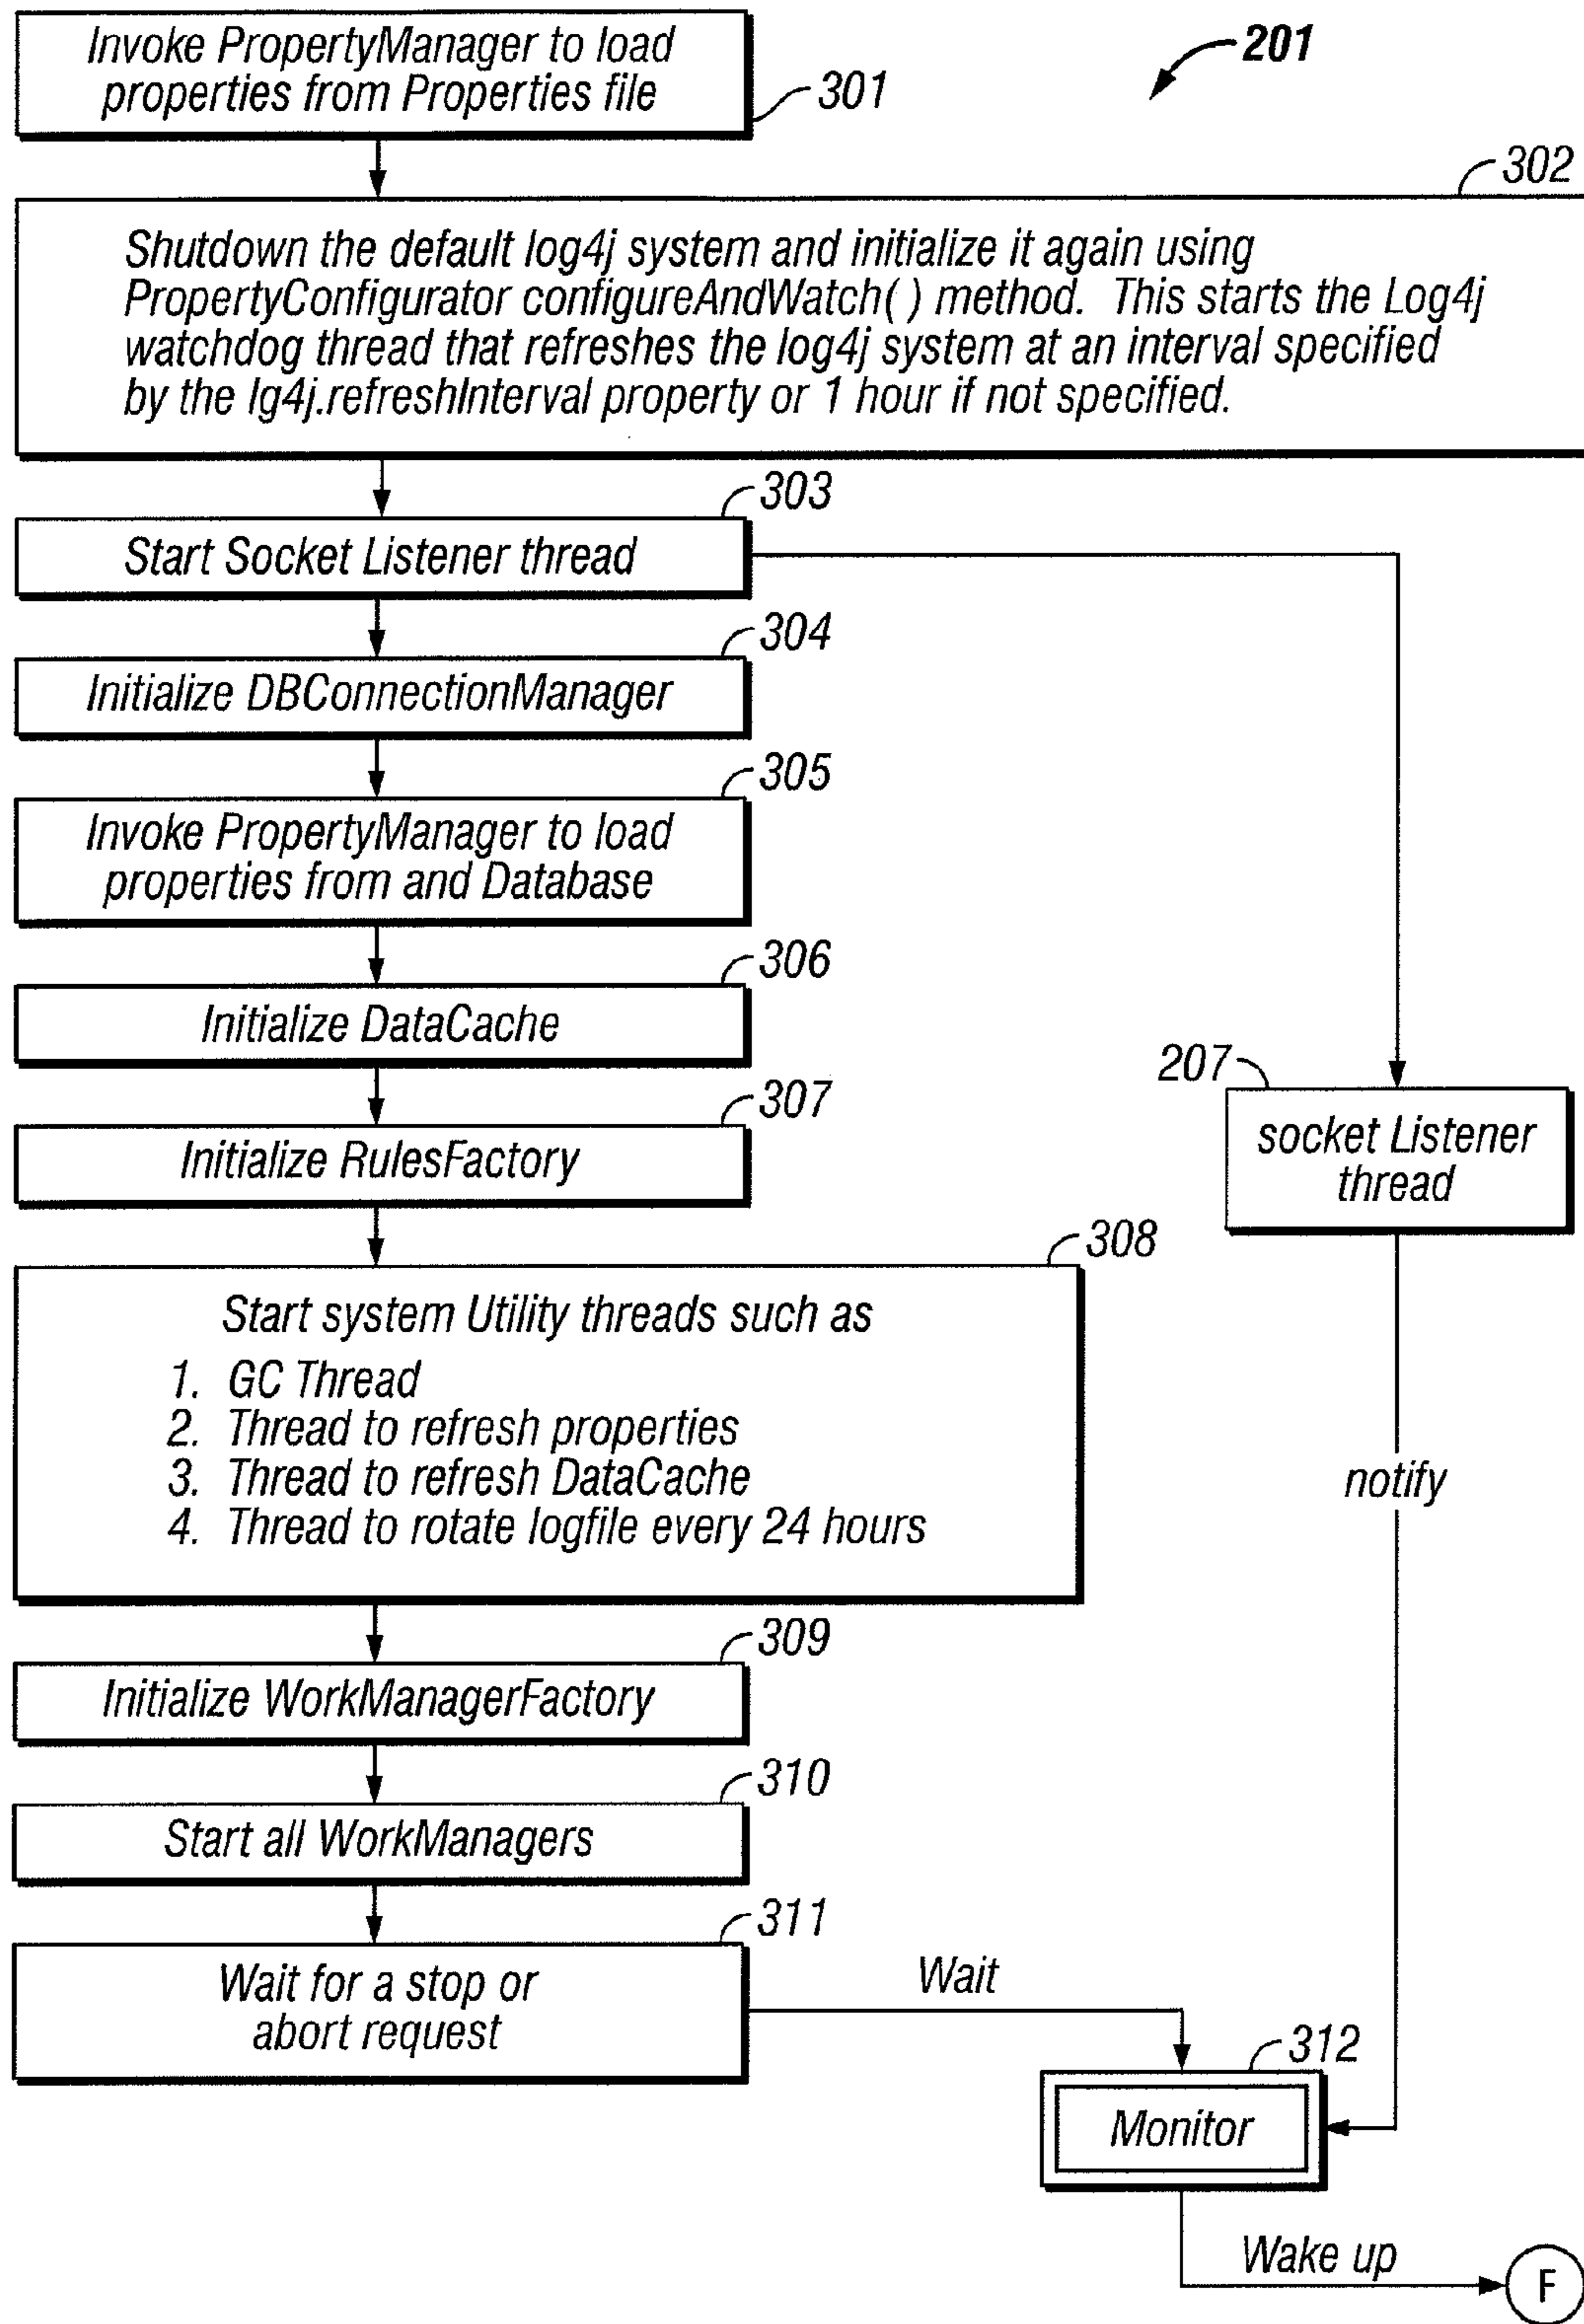 Invoke PropertyManager to load
properties from Properties file
301
201
302
Shutdown the default log4j system and initialize it again using
PropertyConfigurator configureAndWatch( ) method. This starts the Log4j
watchdog thread that refreshes the log4j system at an interval specified
by the lg4j.refreshInterval property or 1 hour if not specified.
303
Start Socket Listener thread
304
Initialize DBConnectionManager
305
Invoke PropertyManager to load
properties from and Database
306
Initialize DataCache
307
Initialize RulesFactory
207
socket Listener
thread
308
Start system Utility threads such as
1. GC Thread
2. Thread to refresh properties
3. Thread to refresh DataCache
4. Thread to rotate logfile every 24 hours
notify
309
Initialize WorkManagerFactory
310
Start all WorkManagers
311
Wait for a stop or
abort request
Wait
312
Monitor
Wake up
F